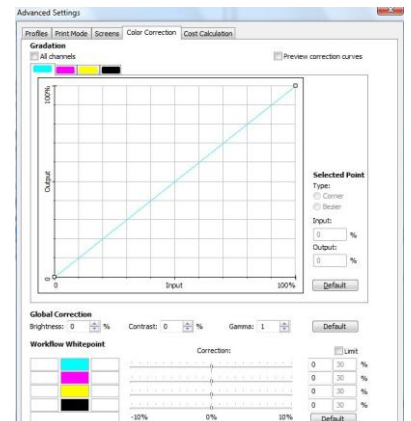 Advanced Settings
Profiles Print Mode Screens Color Correction Cost Calculation
Gradation
All channels Preview correction curves
100%
Output
0
0 Input 100%
Selected Point
Type:
Corner
Bezier
Input:
0 %
Output:
0 %
Default
Global Correction
Brightness: 0 % Contrast: 0 % Gamma: 1 Default
Workflow Whitepoint
Correction: Limit
0 30 %
0 30 %
0 30 %
0 30 %
-10% 0% 10% Default